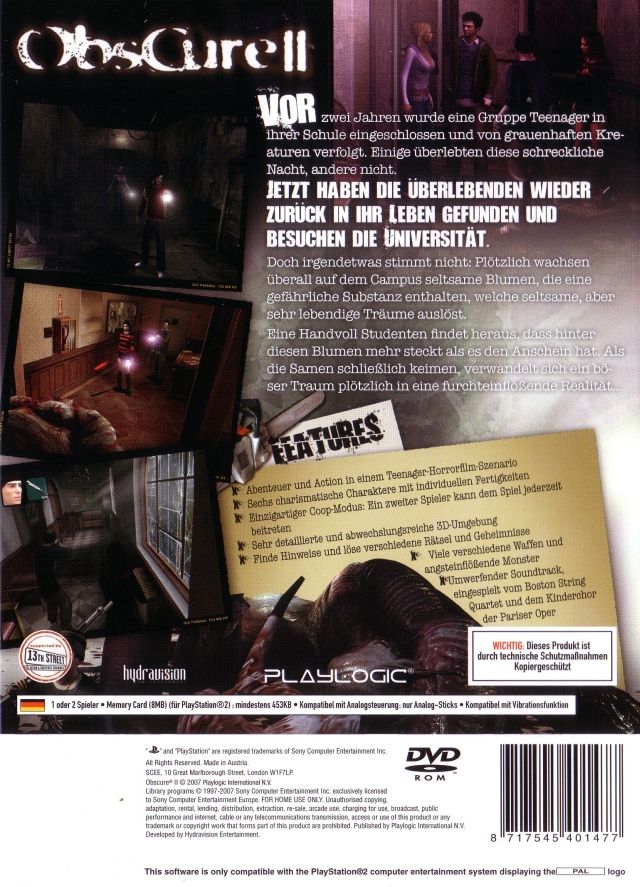 ObsCure II
VOR zwei Jahren wurde eine Gruppe Teenager in
ihrer Schule eingeschlossen und von grauenhaften Kre-
aturen verfolgt. Einige überlebten diese schreckliche
Nacht, andere nicht.
JETZT HABEN DIE ÜBERLEBENDEN WIEDER
ZURÜCK IN IHR LEBEN GEFUNDEN UND
BESUCHEN DIE UNIVERSITÄT.
Doch irgendetwas stimmt nicht: Plötzlich wachsen
überall auf dem Campus seltsame Blumen, die eine
gefährliche Substanz enthalten, welche seltsame, aber
sehr lebendige Träume auslöst.
Eine Handvoll Studenten findet heraus, dass hinter
diesen Blumen mehr steckt als es den Anschein hat. Als
die Samen schließlich keimen, verwandelt sich ein bö-
ser Traum plötzlich in eine furchteinflößende Realität...
FEATURES
Abenteuer und Action in einem Teenager-Horrorfilm-Szenario
Sechs charismatische Charaktere mit individuellen Fertigkeiten
Einzigartiger Coop-Modus: Ein zweiter Spieler kann dem Spiel jederzeit
beitreten
Sehr detaillierte und abwechslungsreiche 3D-Umgebung
Finde Hinweise und löse verschiedene Rätsel und Geheimnisse
Viele verschiedene Waffen und
angsteinflößende Monster
Umwerfender Soundtrack,
eingespielt vom Boston String
Quartet und dem Kinderchor
der Pariser Oper
supported by
13TH STREET
hydravision
PLAYLOGIC®
WICHTIG: Dieses Produkt ist
durch technische Schutzmaßnahmen
Kopiergeschützt
1 oder 2 Spieler • Memory Card (8MB) (für PlayStation®2) : mindestens 453KB • Kompatibel mit Analogsteuerung: nur Analog-Sticks • Kompatibel mit Vibrationsfunktion
" " and "PlayStation" are registered trademarks of Sony Computer Entertainment Inc.
All Rights Reserved. Made in Austria.
SCEE, 10 Great Marlborough Street, London W1F7LP.
Obscure® II © 2007 Playlogic International N.V.
Library programs © 1997-2007 Sony Computer Entertainment Inc. exclusively licensed
to Sony Computer Entertainment Europe. FOR HOME USE ONLY. Unauthorised copying,
adaptation, rental, lending, distribution, extraction, re-sale, arcade use, charging for use, broadcast, public
performance and internet, cable or any telecommunications transmission, access or use of this product or any
trademark or copyright work that forms part of this product are prohibited. Published by Playlogic International N.V.
Developed by Hydravision Entertainment.
DVD
ROM
8 717545 401477
This software is only compatible with the PlayStation®2 computer entertainment system displaying the PAL logo